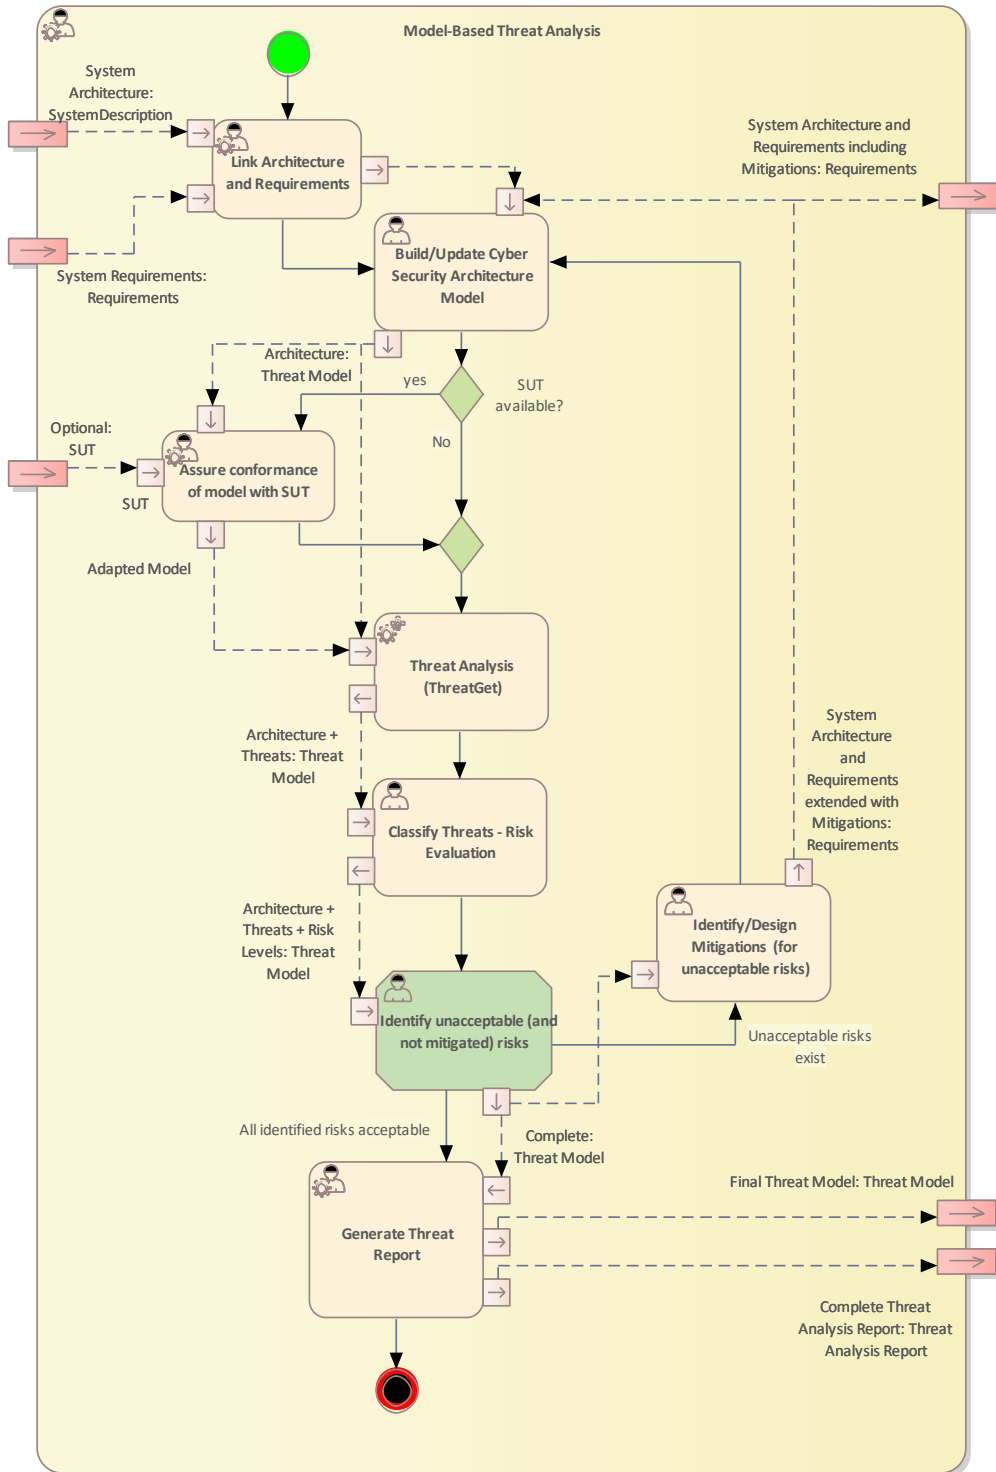 Model-Based Threat Analysis
System
Architecture:
SystemDescription
Link Architecture
and Requirements
System Architecture and
Requirements including
Mitigations: Requirements
System Requirements:
Requirements
Build/Update Cyber
Security Architecture
Model
Architecture:
Threat Model
yes
SUT
available?
No
Optional:
SUT
SUT
Assure conformance
of model with SUT
Adapted Model
Threat Analysis
(ThreatGet)
Architecture +
Threats: Threat
Model
System
Architecture
and
Requirements
extended with
Mitigations:
Requirements
Classify Threats - Risk
Evaluation
Architecture +
Threats + Risk
Levels: Threat
Model
Identify/Design
Mitigations (for
unacceptable risks)
Identify unacceptable (and
not mitigated) risks
Unacceptable risks
exist
All identified risks acceptable
Complete:
Threat Model
Final Threat Model: Threat Model
Generate Threat
Report
Complete Threat
Analysis Report: Threat
Analysis Report